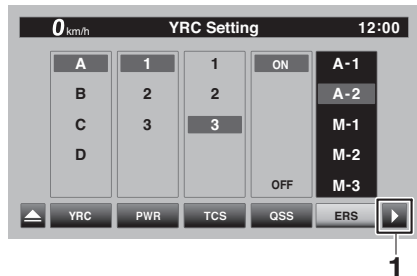 0 km/h YRC Setting 12:00
A 1 1 ON A-1
B 2 2 A-2
C 3 3 M-1
D M-2
OFF M-3
YRC PWR TCS QSS ERS
1